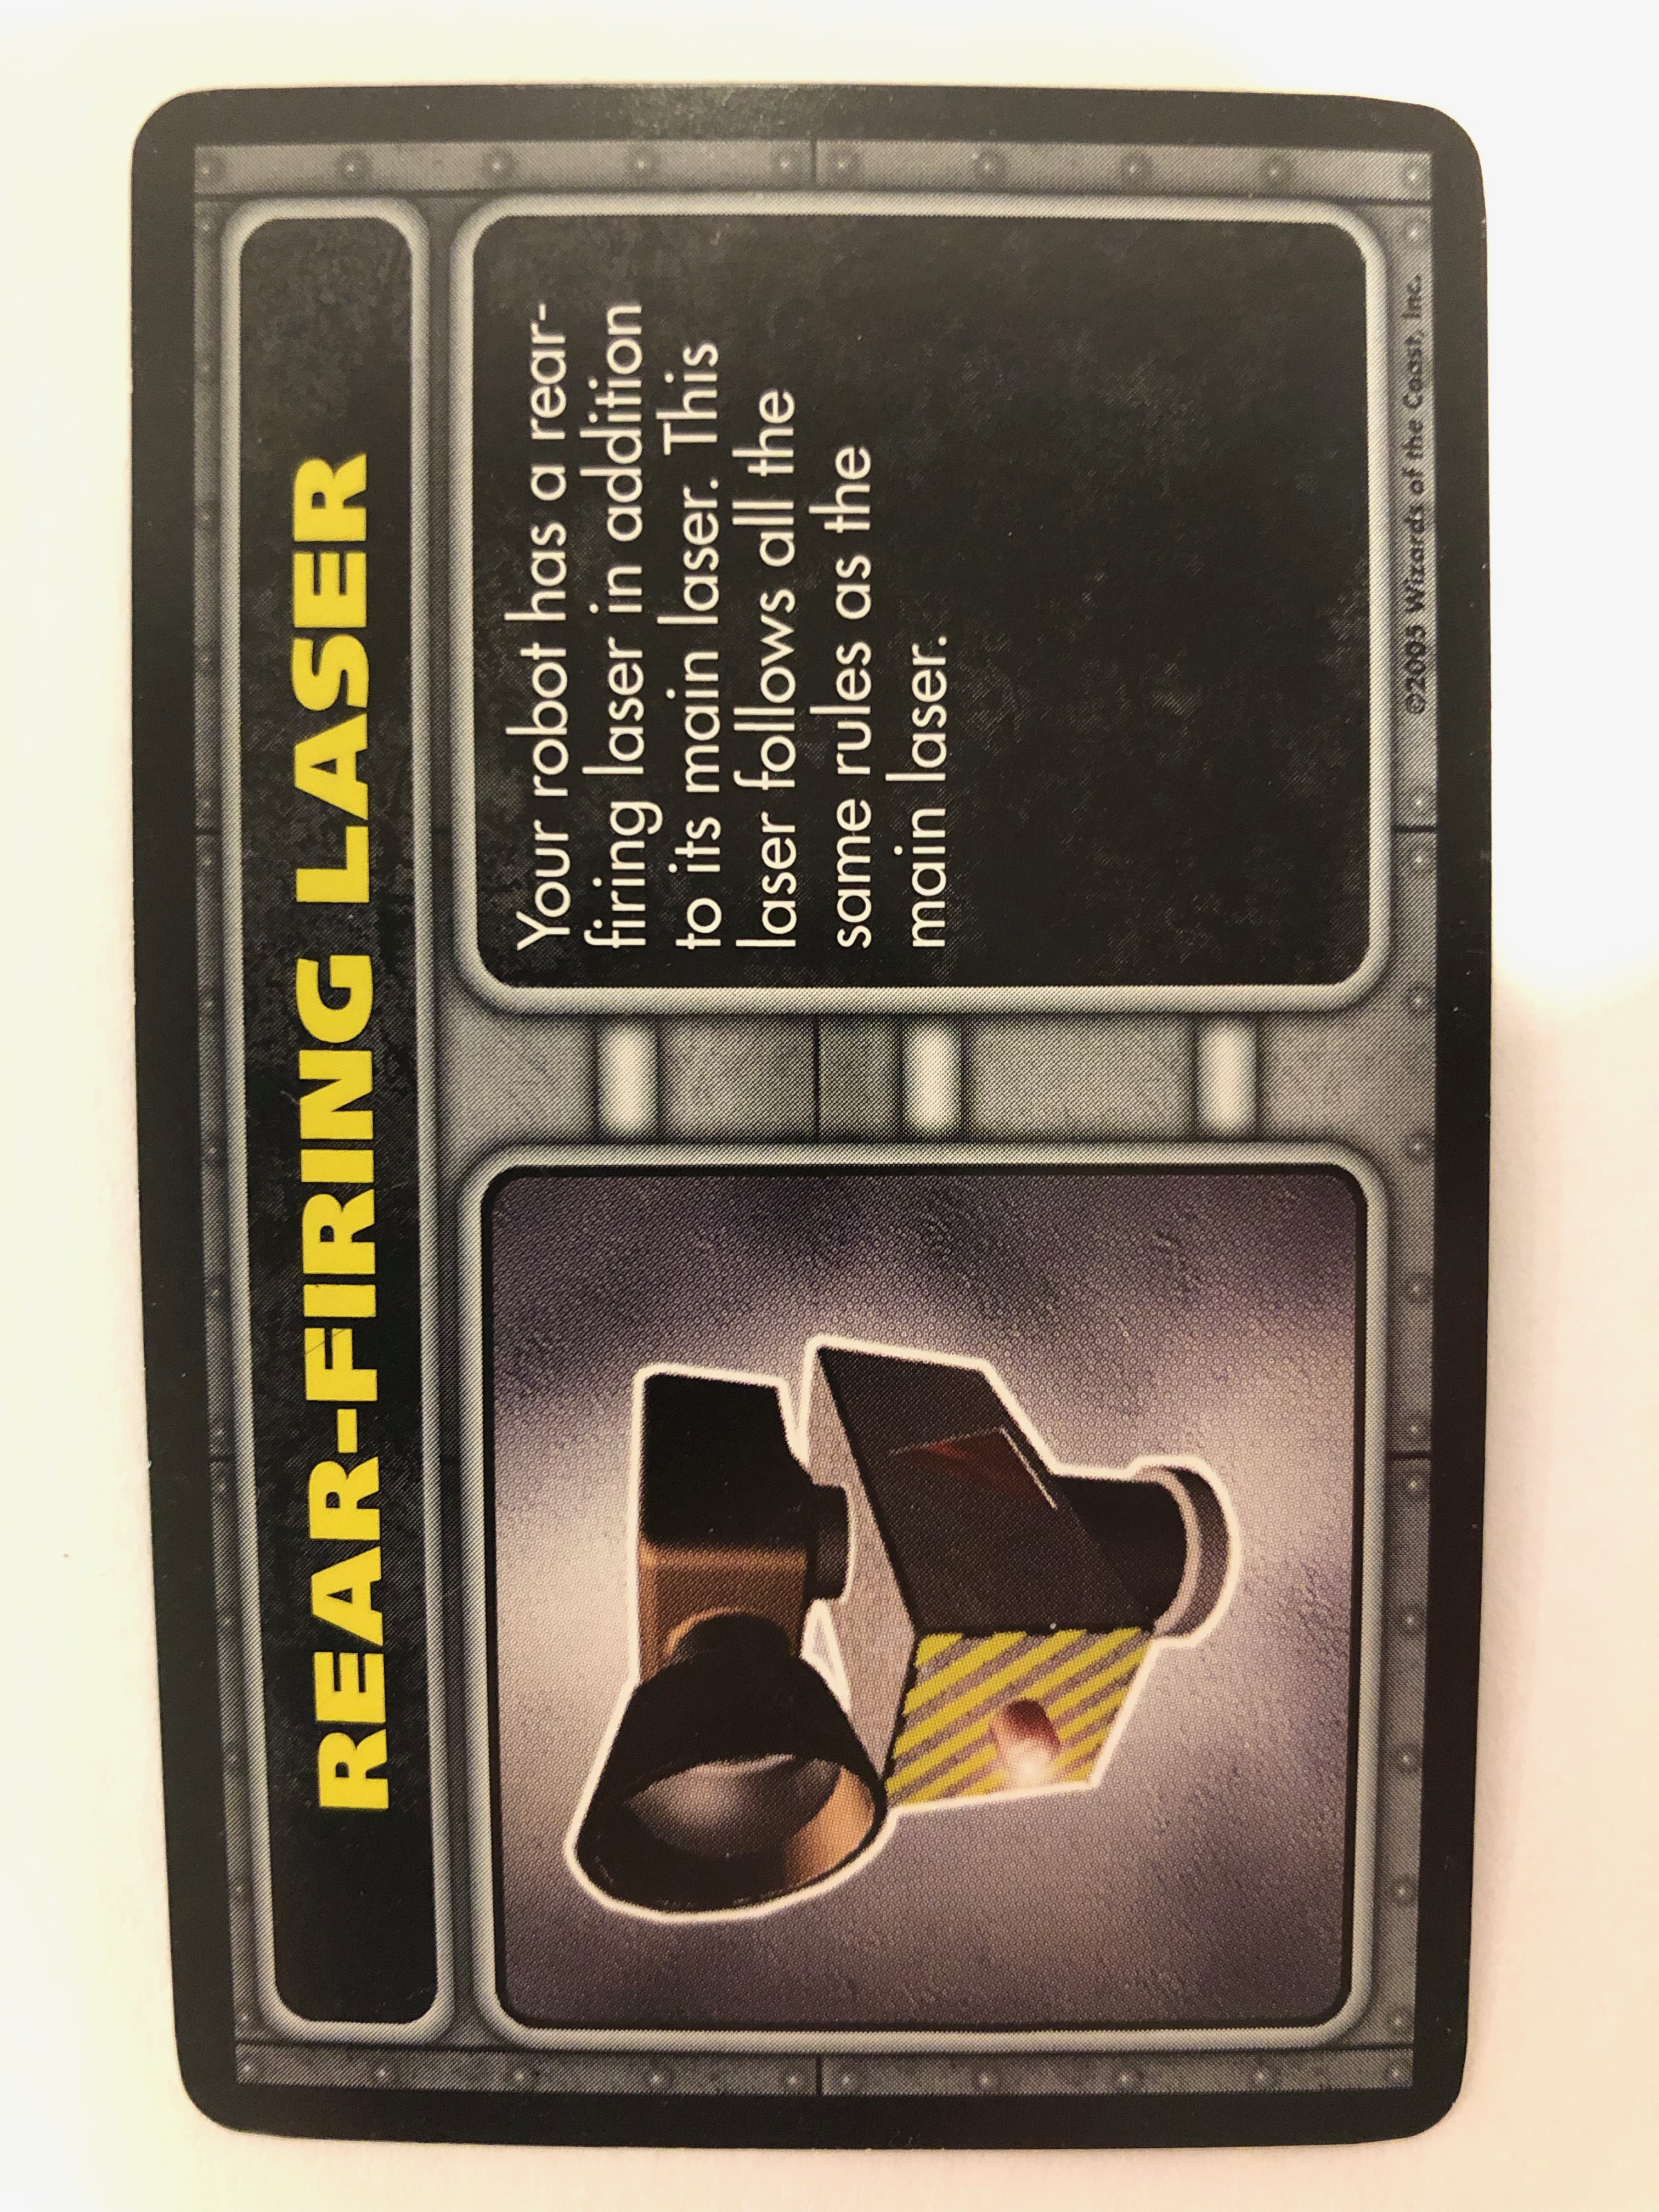 REAR-FIRING LASER
Your robot has a rear-
firing laser in addition
to its main laser. This
laser follows all the
same rules as the
main laser.
©2005 Wizards of the Coast, Inc.